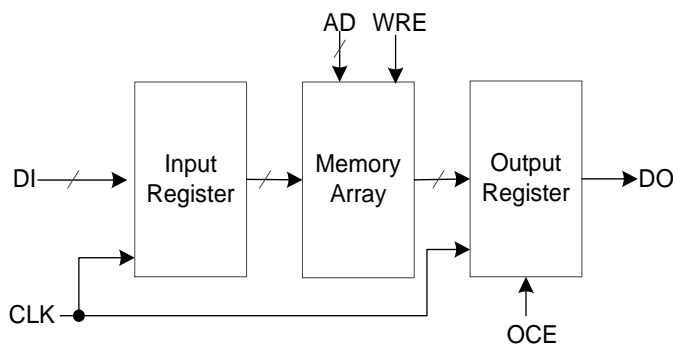 AD
WRE
DI
Input
Register
Memory
Array
Output
Register
DO
CLK
OCE